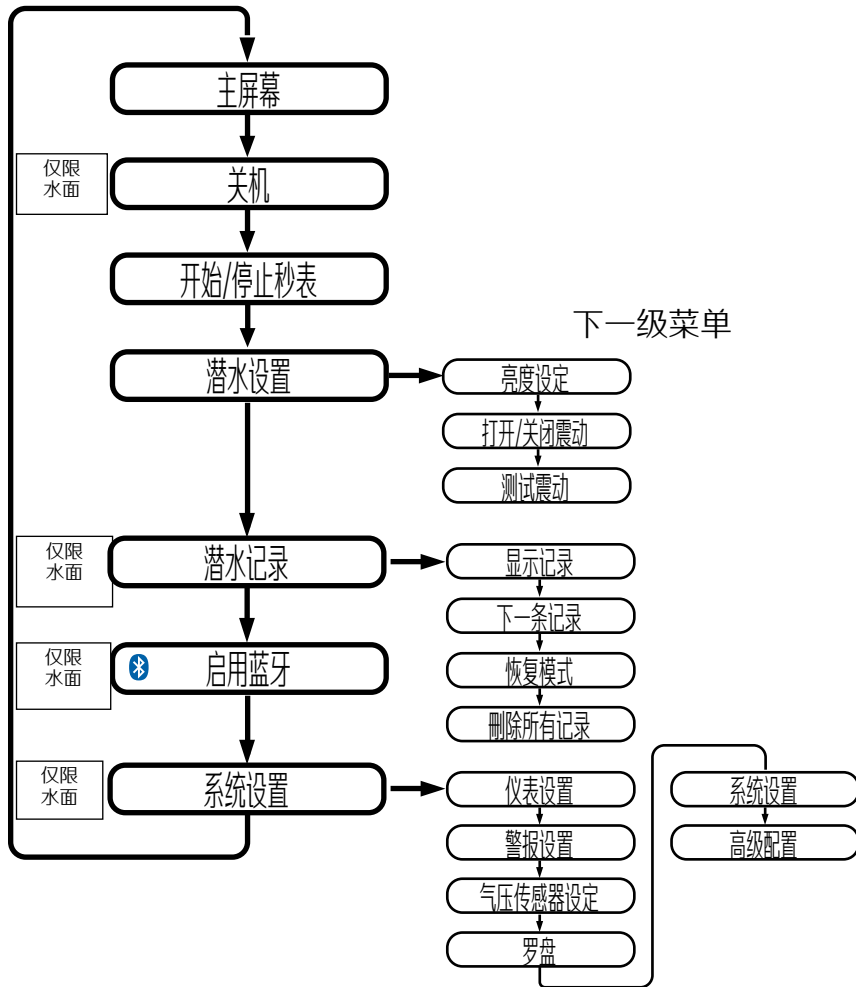 主屏幕
仅限
水面
关机
开始/停止秒表
下一级菜单
潜水设置
亮度设定
打开/关闭震动
测试震动
仅限
水面
潜水记录
显示记录
下一条记录
恢复模式
删除所有记录
仅限
水面
启用蓝牙
仅限
水面
系统设置
仪表设置
警报设置
气压传感器设定
罗盘
系统设置
高级配置